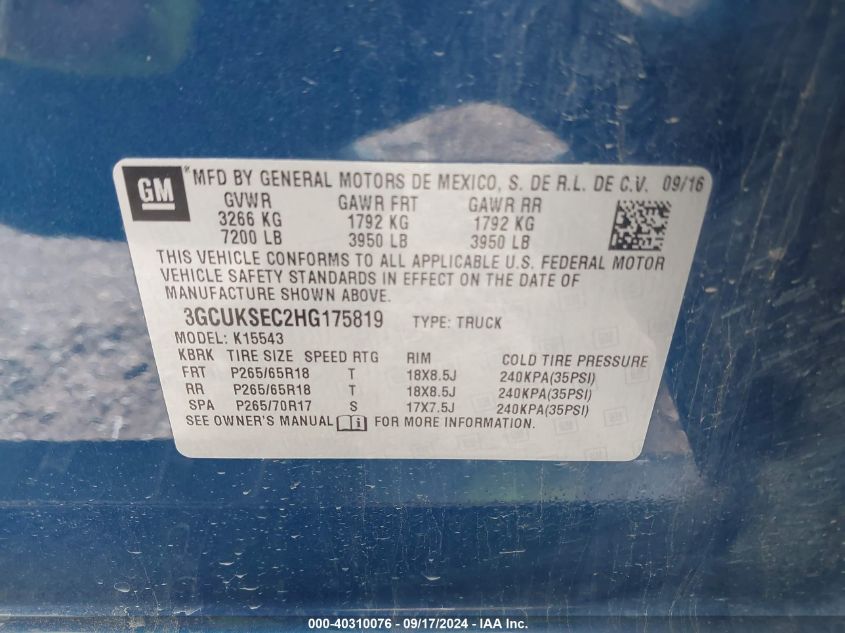 GM
MFD BY GENERAL MOTORS DE MEXICO, S. DE R.L. DE C.V. 09/16
GVWR GAWR FRT GAWR RR
3266 KG 1792 KG 1792 KG
7200 LB 3950 LB 3950 LB
THIS VEHICLE CONFORMS TO ALL APPLICABLE U.S. FEDERAL MOTOR
VEHICLE SAFETY STANDARDS IN EFFECT ON THE DATE OF
MANUFACTURE SHOWN ABOVE.
3GCUKSEC2HG175819 TYPE: TRUCK
MODEL: K15543
KBRK TIRE SIZE SPEED RTG RIM COLD TIRE PRESSURE
FRT P265/65R18 T 18X8.5J 240KPA(35PSI)
RR P265/65R18 T 18X8.5J 240KPA(35PSI)
SPA P265/70R17 S 17X7.5J 240KPA(35PSI)
SEE OWNER'S MANUAL FOR MORE INFORMATION.
000-40310076 - 09/17/2024 - IAA Inc.